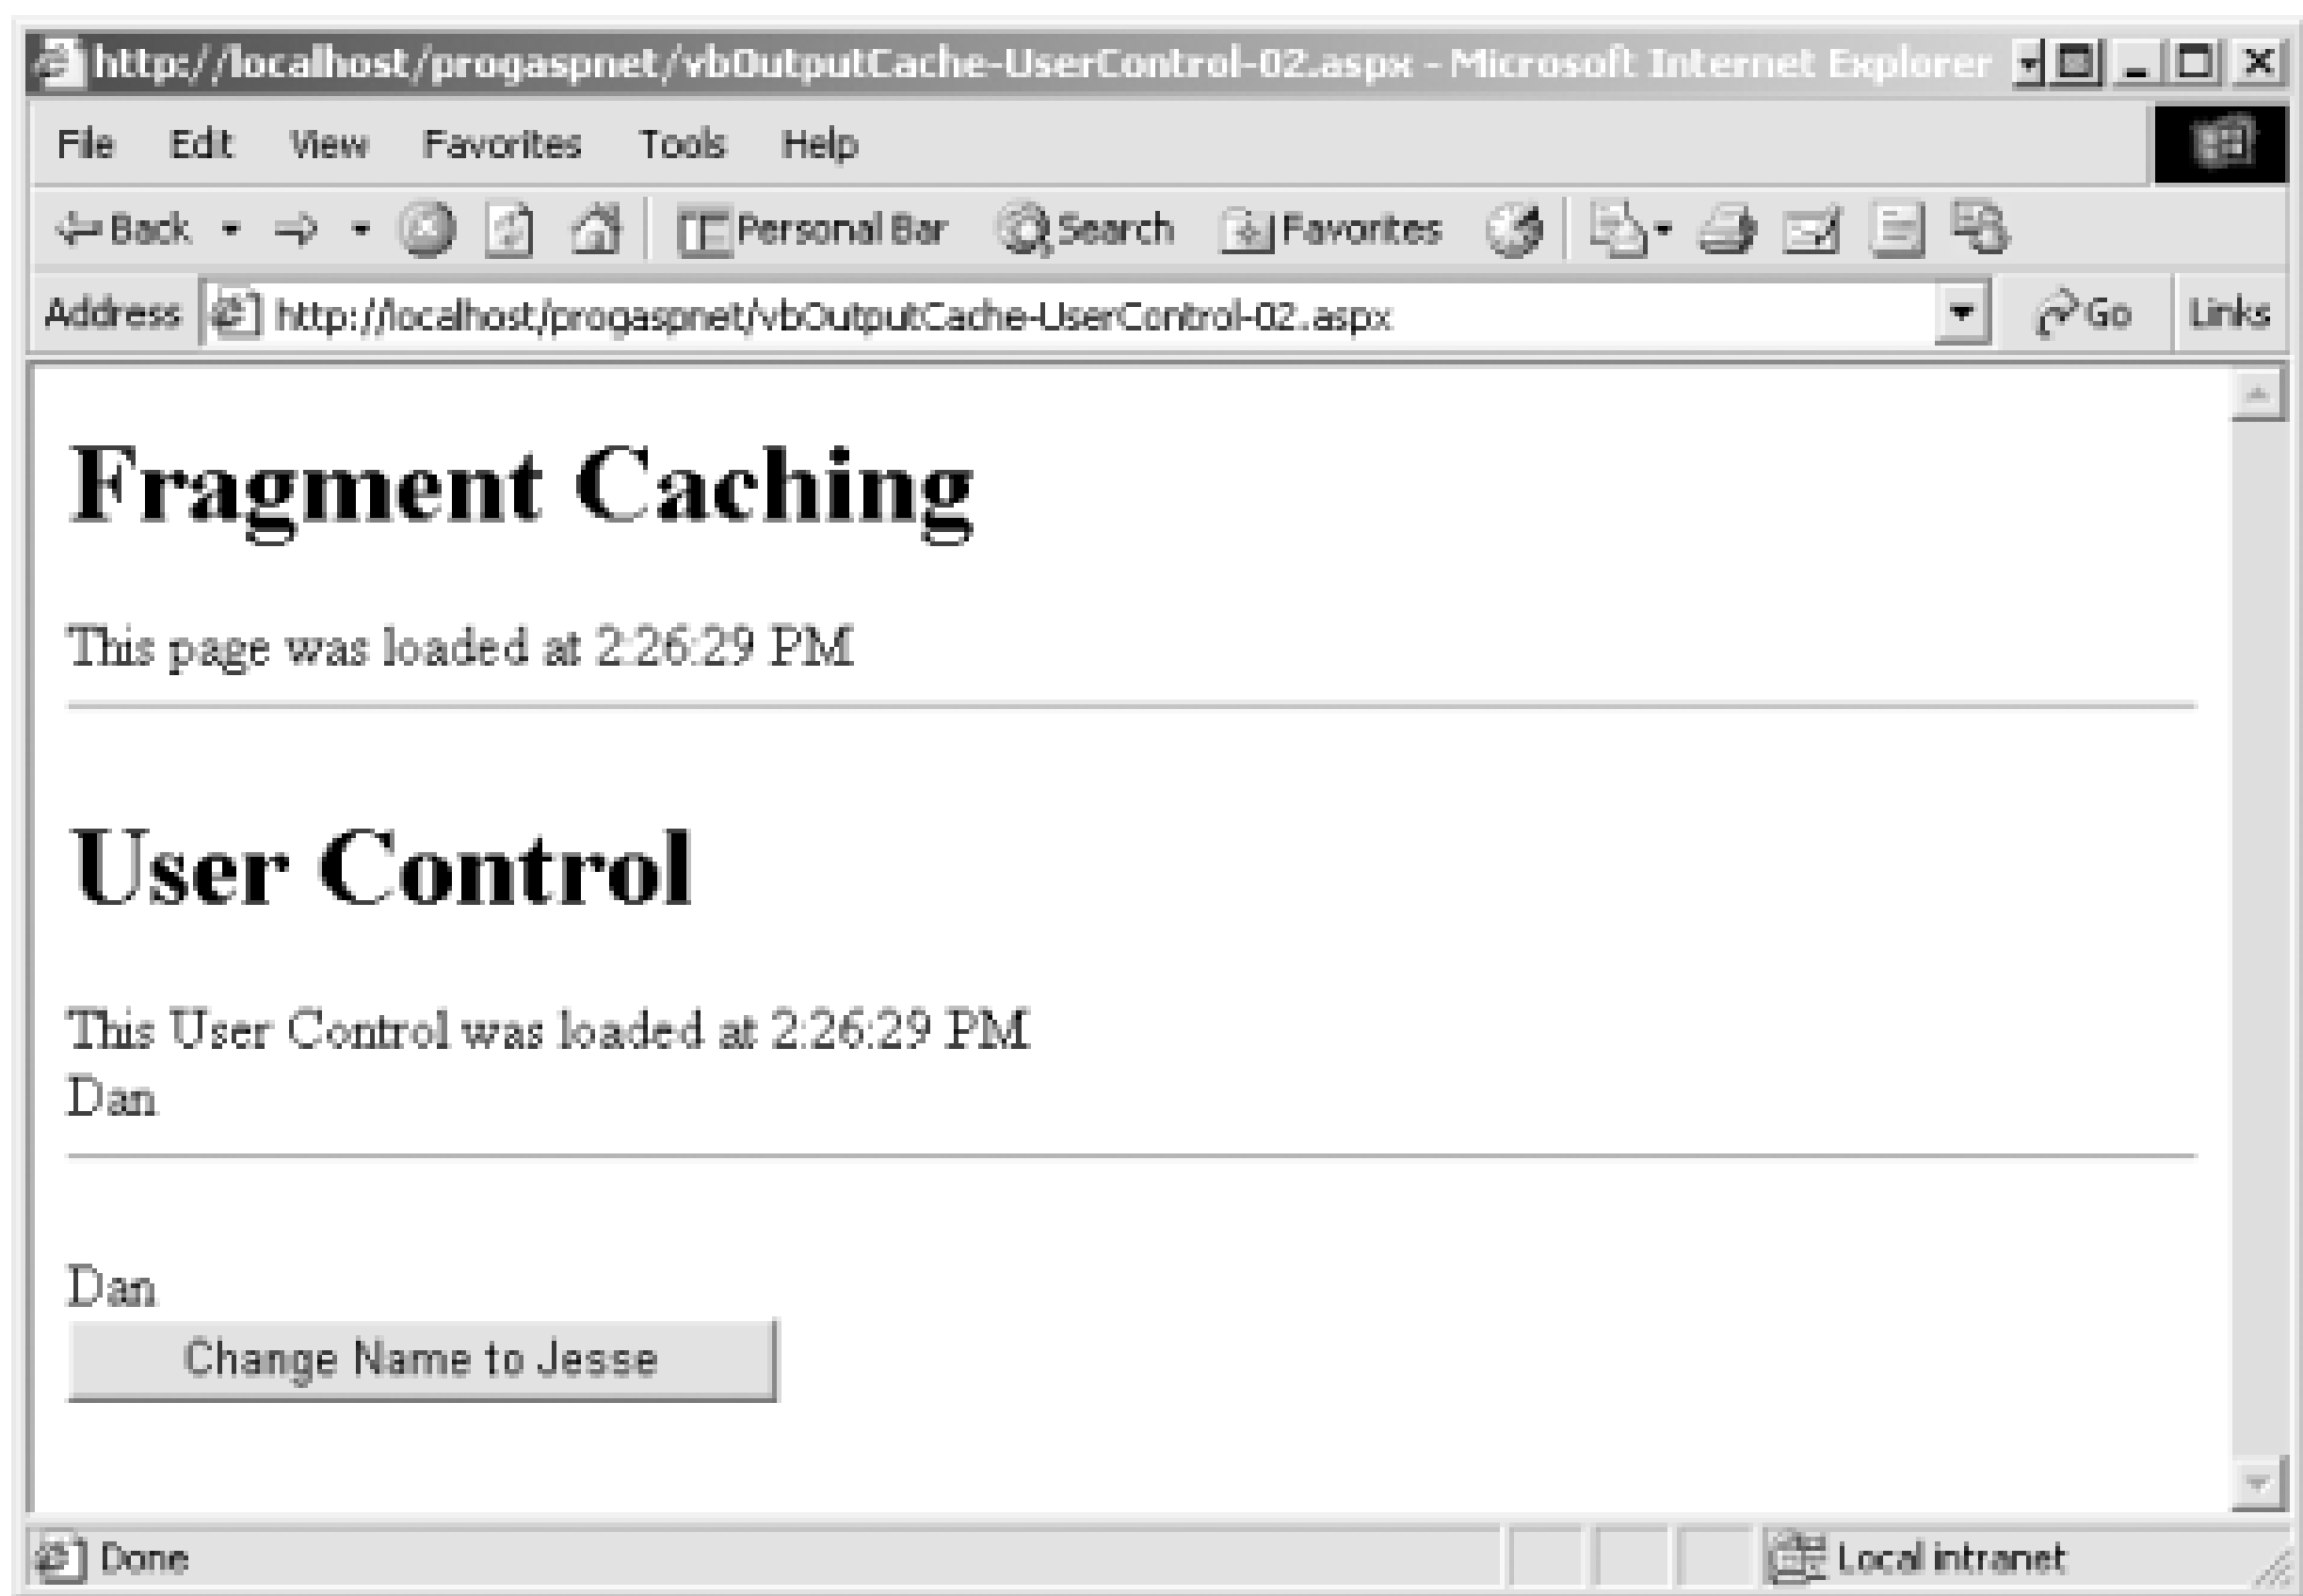 http://localhost/progaspnet/vbOutputCache-UserControl-02.aspx - Microsoft Internet Explorer
File Edit View Favorites Tools Help
Back Personal Bar Search Favorites
Address http://localhost/progaspnet/vbOutputCache-UserControl-02.aspx Go Links
Fragment Caching
This page was loaded at 2:26:29 PM
User Control
This User Control was loaded at 2:26:29 PM
Dan
Dan
Change Name to Jesse
Done Local intranet